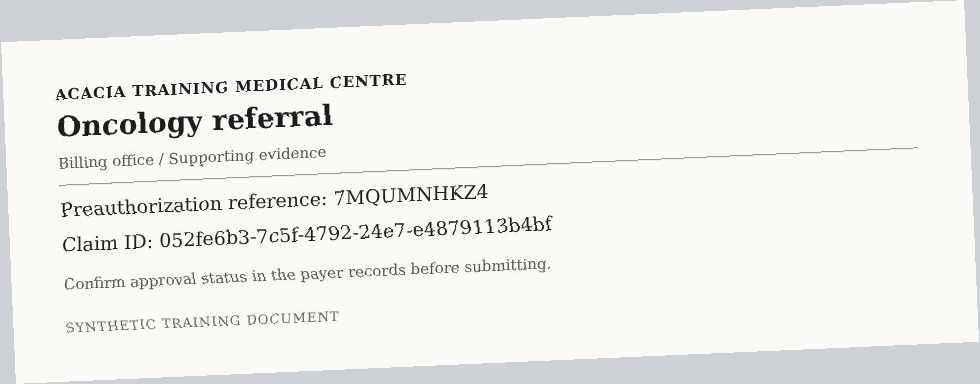 ACACIA TRAINING MEDICAL CENTRE
Oncology referral
Billing office / Supporting evidence
Preauthorization reference: 7MQUMNHKZ4
Claim ID: 052fe6b3-7c5f-4792-24e7-e4879113b4bf
Confirm approval status in the payer records before submitting.
SYNTHETIC TRAINING DOCUMENT